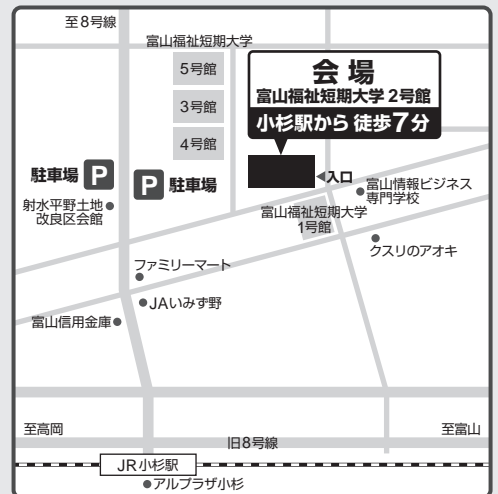 至8号線
富山福祉短期大学
5号館
3号館
4号館
会場
富山福祉短期大学 2号館
小杉駅から 徒歩7分
駐車場 P
P 駐車場
射水平野土地
改良区会館
入口
富山情報ビジネス
専門学校
富山福祉短期大学
1号館
クスリのアオキ
ファミリーマート
JAいみず野
富山信用金庫
至高岡
旧8号線
至富山
JR小杉駅
アルプラザ小杉